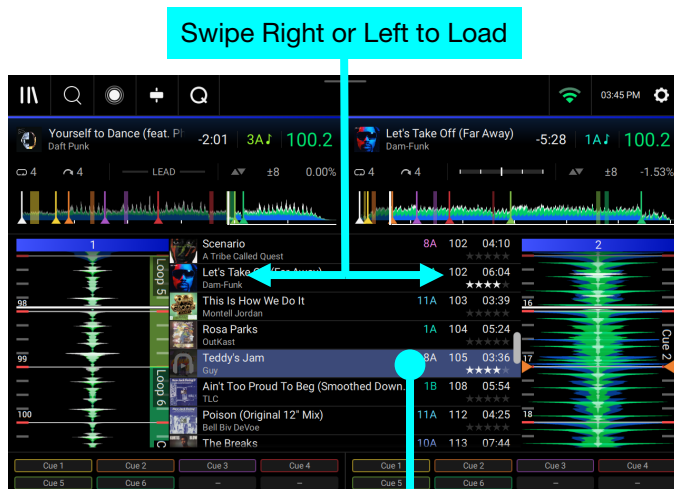 Swipe Right or Left to Load
03:45 PM
Yourself to Dance (feat. Ph
Daft Punk
-2:01 3A♪ 100.2
4 4 LEAD ±8 0.00%
Let's Take Off (Far Away)
Dam-Funk
-5:28 1A♪ 100.2
4 4 ±8 -1.53%
1
98
99
100
Loop 5
Loop 6
C
Scenario 8A 102 04:10
A Tribe Called Quest
Let's Take 102 06:04
Dam-Funk
This Is How We Do It 11A 103 03:39
Montell Jordan
Rosa Parks 1A 104 05:24
OutKast
Teddy's Jam 8A 105 03:36
Guy
Ain't Too Proud To Beg (Smoothed Down.. 1B 108 05:54
TLC
Poison (Original 12" Mix) 11A 112 04:25
Bell Biv DeVoe
The Breaks 10A 113 07:44
2
16
17
18
Cue 2
Cue 1 Cue 2 Cue 3 Cue 4 Cue 1 Cue 2 Cue 3 Cue 4
Cue 5 Cue 6 – – Cue 5 Cue 6 – –